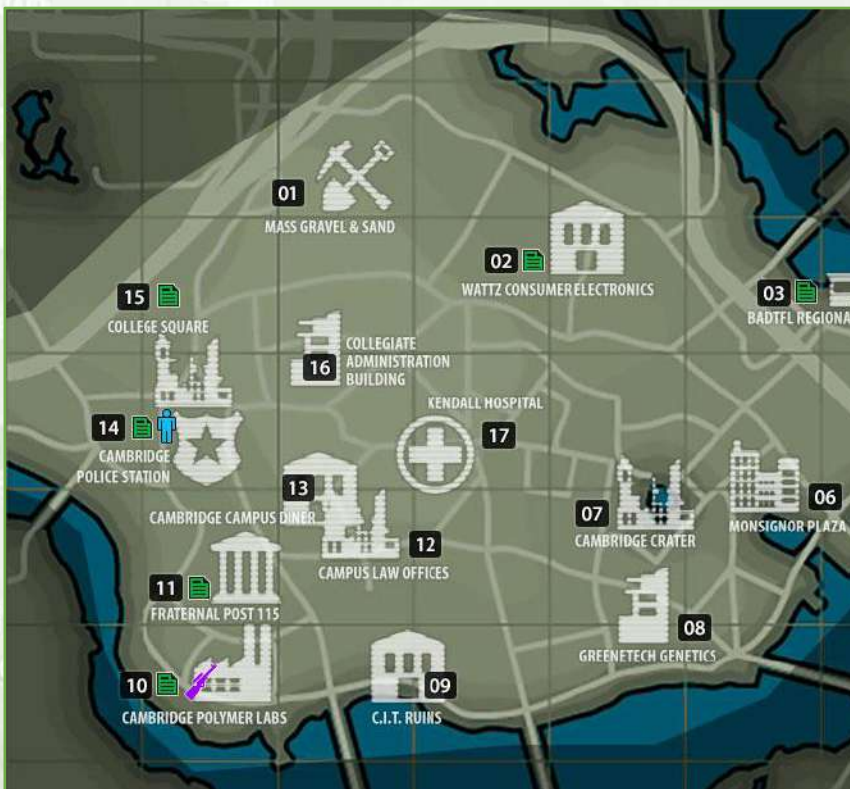 01
MASS GRAVEL & SAND
02
WATTZ CONSUMER ELECTRONICS
03
BADTFL REGIONA
15
COLLEGE SQUARE
16
COLLEGIATE
ADMINISTRATION
BUILDING
KENDALL HOSPITAL
17
14
CAMBRIDGE
POLICE STATION
13
CAMBRIDGE CAMPUS DINER
12
CAMPUS LAW OFFICES
07
CAMBRIDGE CRATER
06
MONSIGNOR PLAZA
11
FRATERNAL POST 115
08
GREENETECH GENETICS
10
CAMBRIDGE POLYMER LABS
09
C.I.T. RUINS